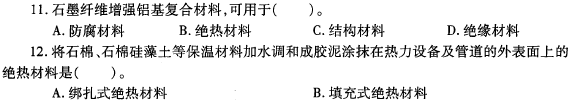 11. 石墨纤维增强铝基复合材料,可用于(　　)。
A. 防腐材料　　B. 绝热材料　　C. 结构材料　　D. 绝缘材料
12. 将石棉、石棉硅藻土等保温材料加水调和成胶泥涂抹在热力设备及管道的外表面上的
绝热材料是(　　)。
A. 绑扎式绝热材料　　B. 填充式绝热材料